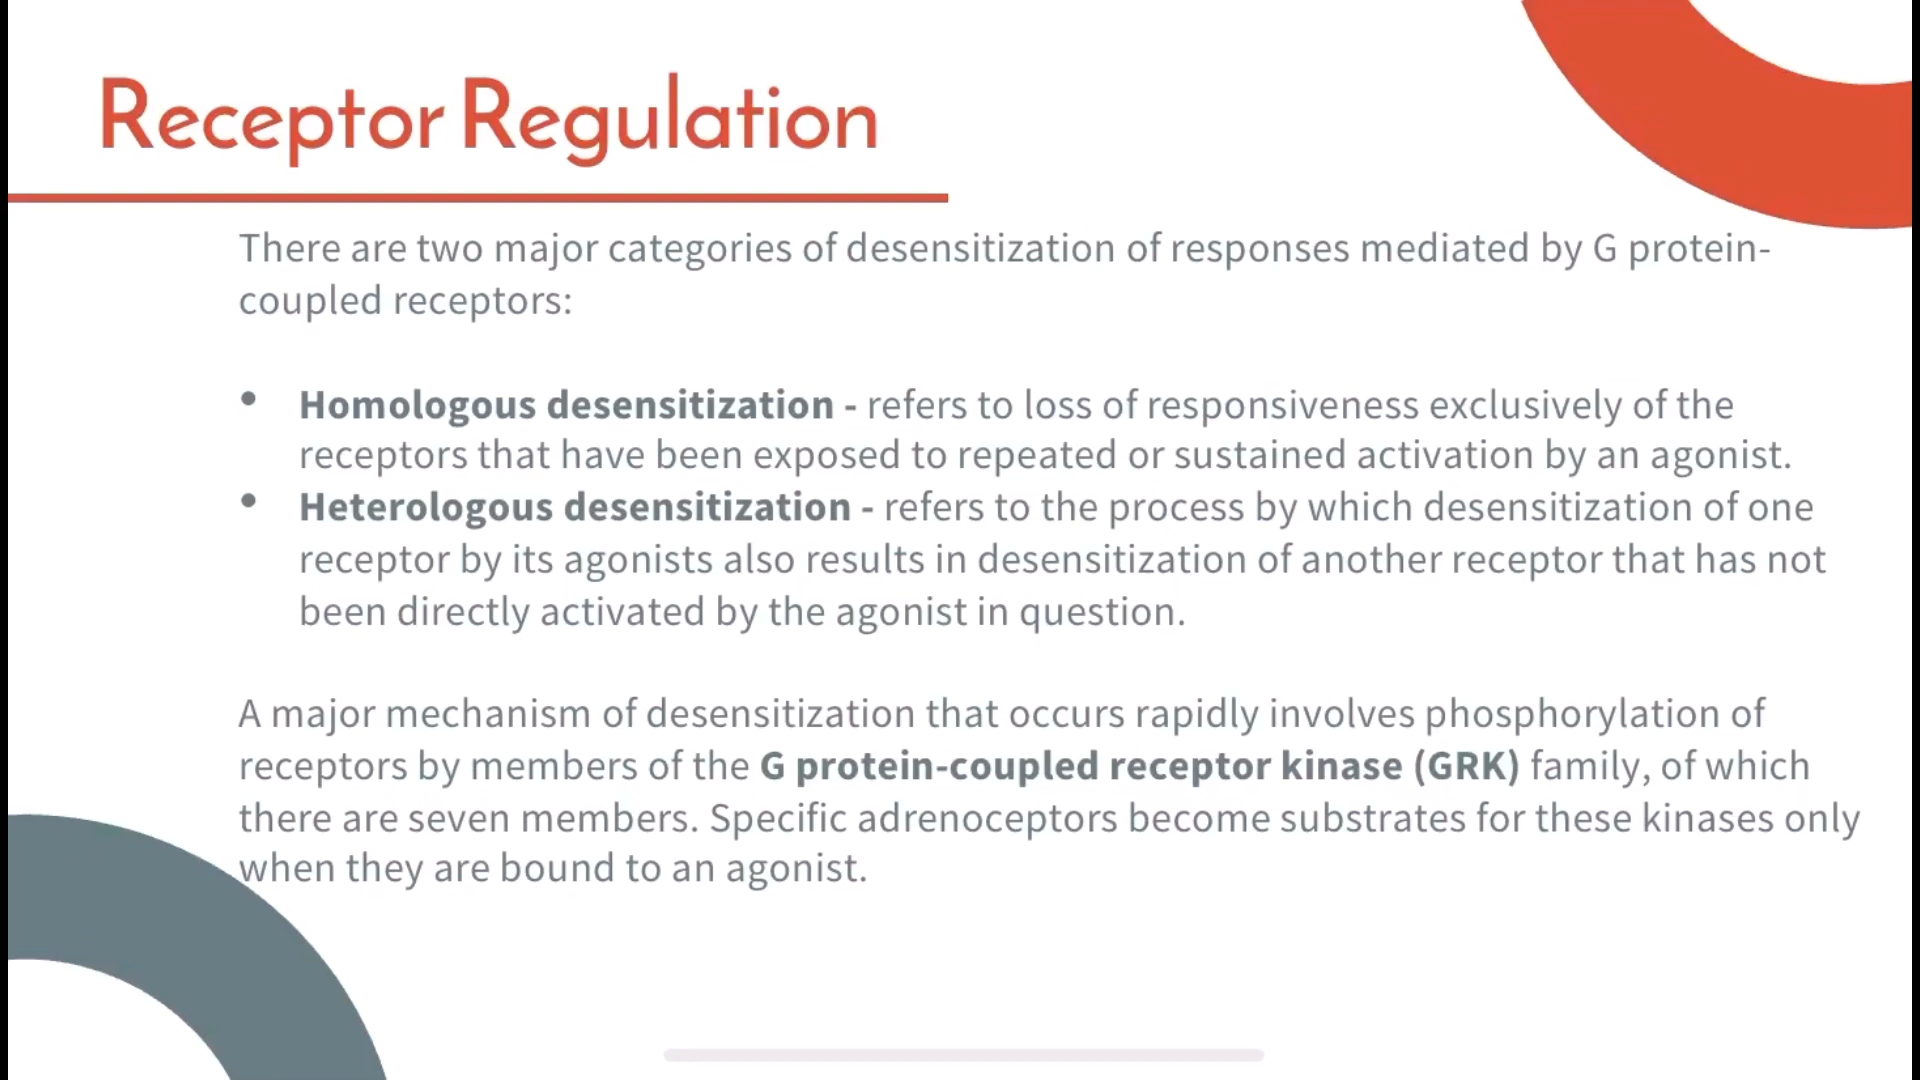 Receptor Regulation
There are two major categories of desensitization of responses mediated by G protein-
coupled receptors:
• Homologous desensitization - refers to loss of responsiveness exclusively of the
receptors that have been exposed to repeated or sustained activation by an agonist.
• Heterologous desensitization - refers to the process by which desensitization of one
receptor by its agonists also results in desensitization of another receptor that has not
been directly activated by the agonist in question.
A major mechanism of desensitization that occurs rapidly involves phosphorylation of
receptors by members of the G protein-coupled receptor kinase (GRK) family, of which
there are seven members. Specific adrenoceptors become substrates for these kinases only
when they are bound to an agonist.